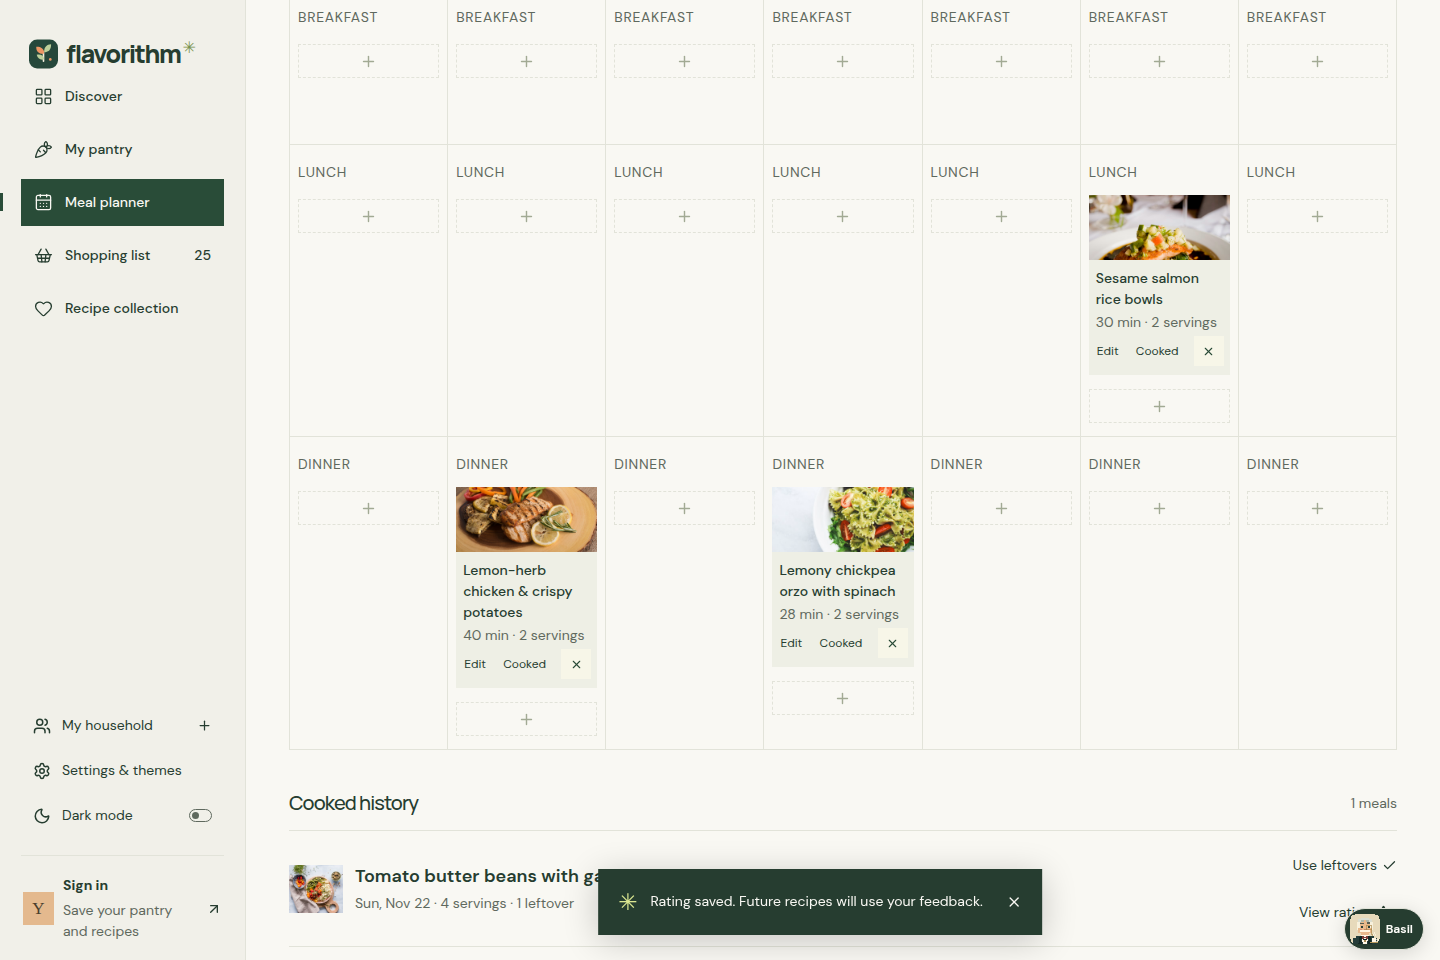 flavorithm
Discover
My pantry
Meal planner
Shopping list 25
Recipe collection
My household
Settings & themes
Dark mode
Y
Sign in
Save your pantry
and recipes
BREAKFAST BREAKFAST BREAKFAST BREAKFAST BREAKFAST BREAKFAST BREAKFAST
LUNCH LUNCH LUNCH LUNCH LUNCH LUNCH LUNCH
Sesame salmon
rice bowls
30 min · 2 servings
Edit Cooked
DINNER DINNER DINNER DINNER DINNER DINNER DINNER
Lemon-herb
chicken & crispy
potatoes
40 min · 2 servings
Edit Cooked
Lemony chickpea
orzo with spinach
28 min · 2 servings
Edit Cooked
Cooked history 1 meals
Tomato butter beans with
Sun, Nov 22 · 4 servings · 1 leftover
Use leftovers
View
Rating saved. Future recipes will use your feedback.
Basil